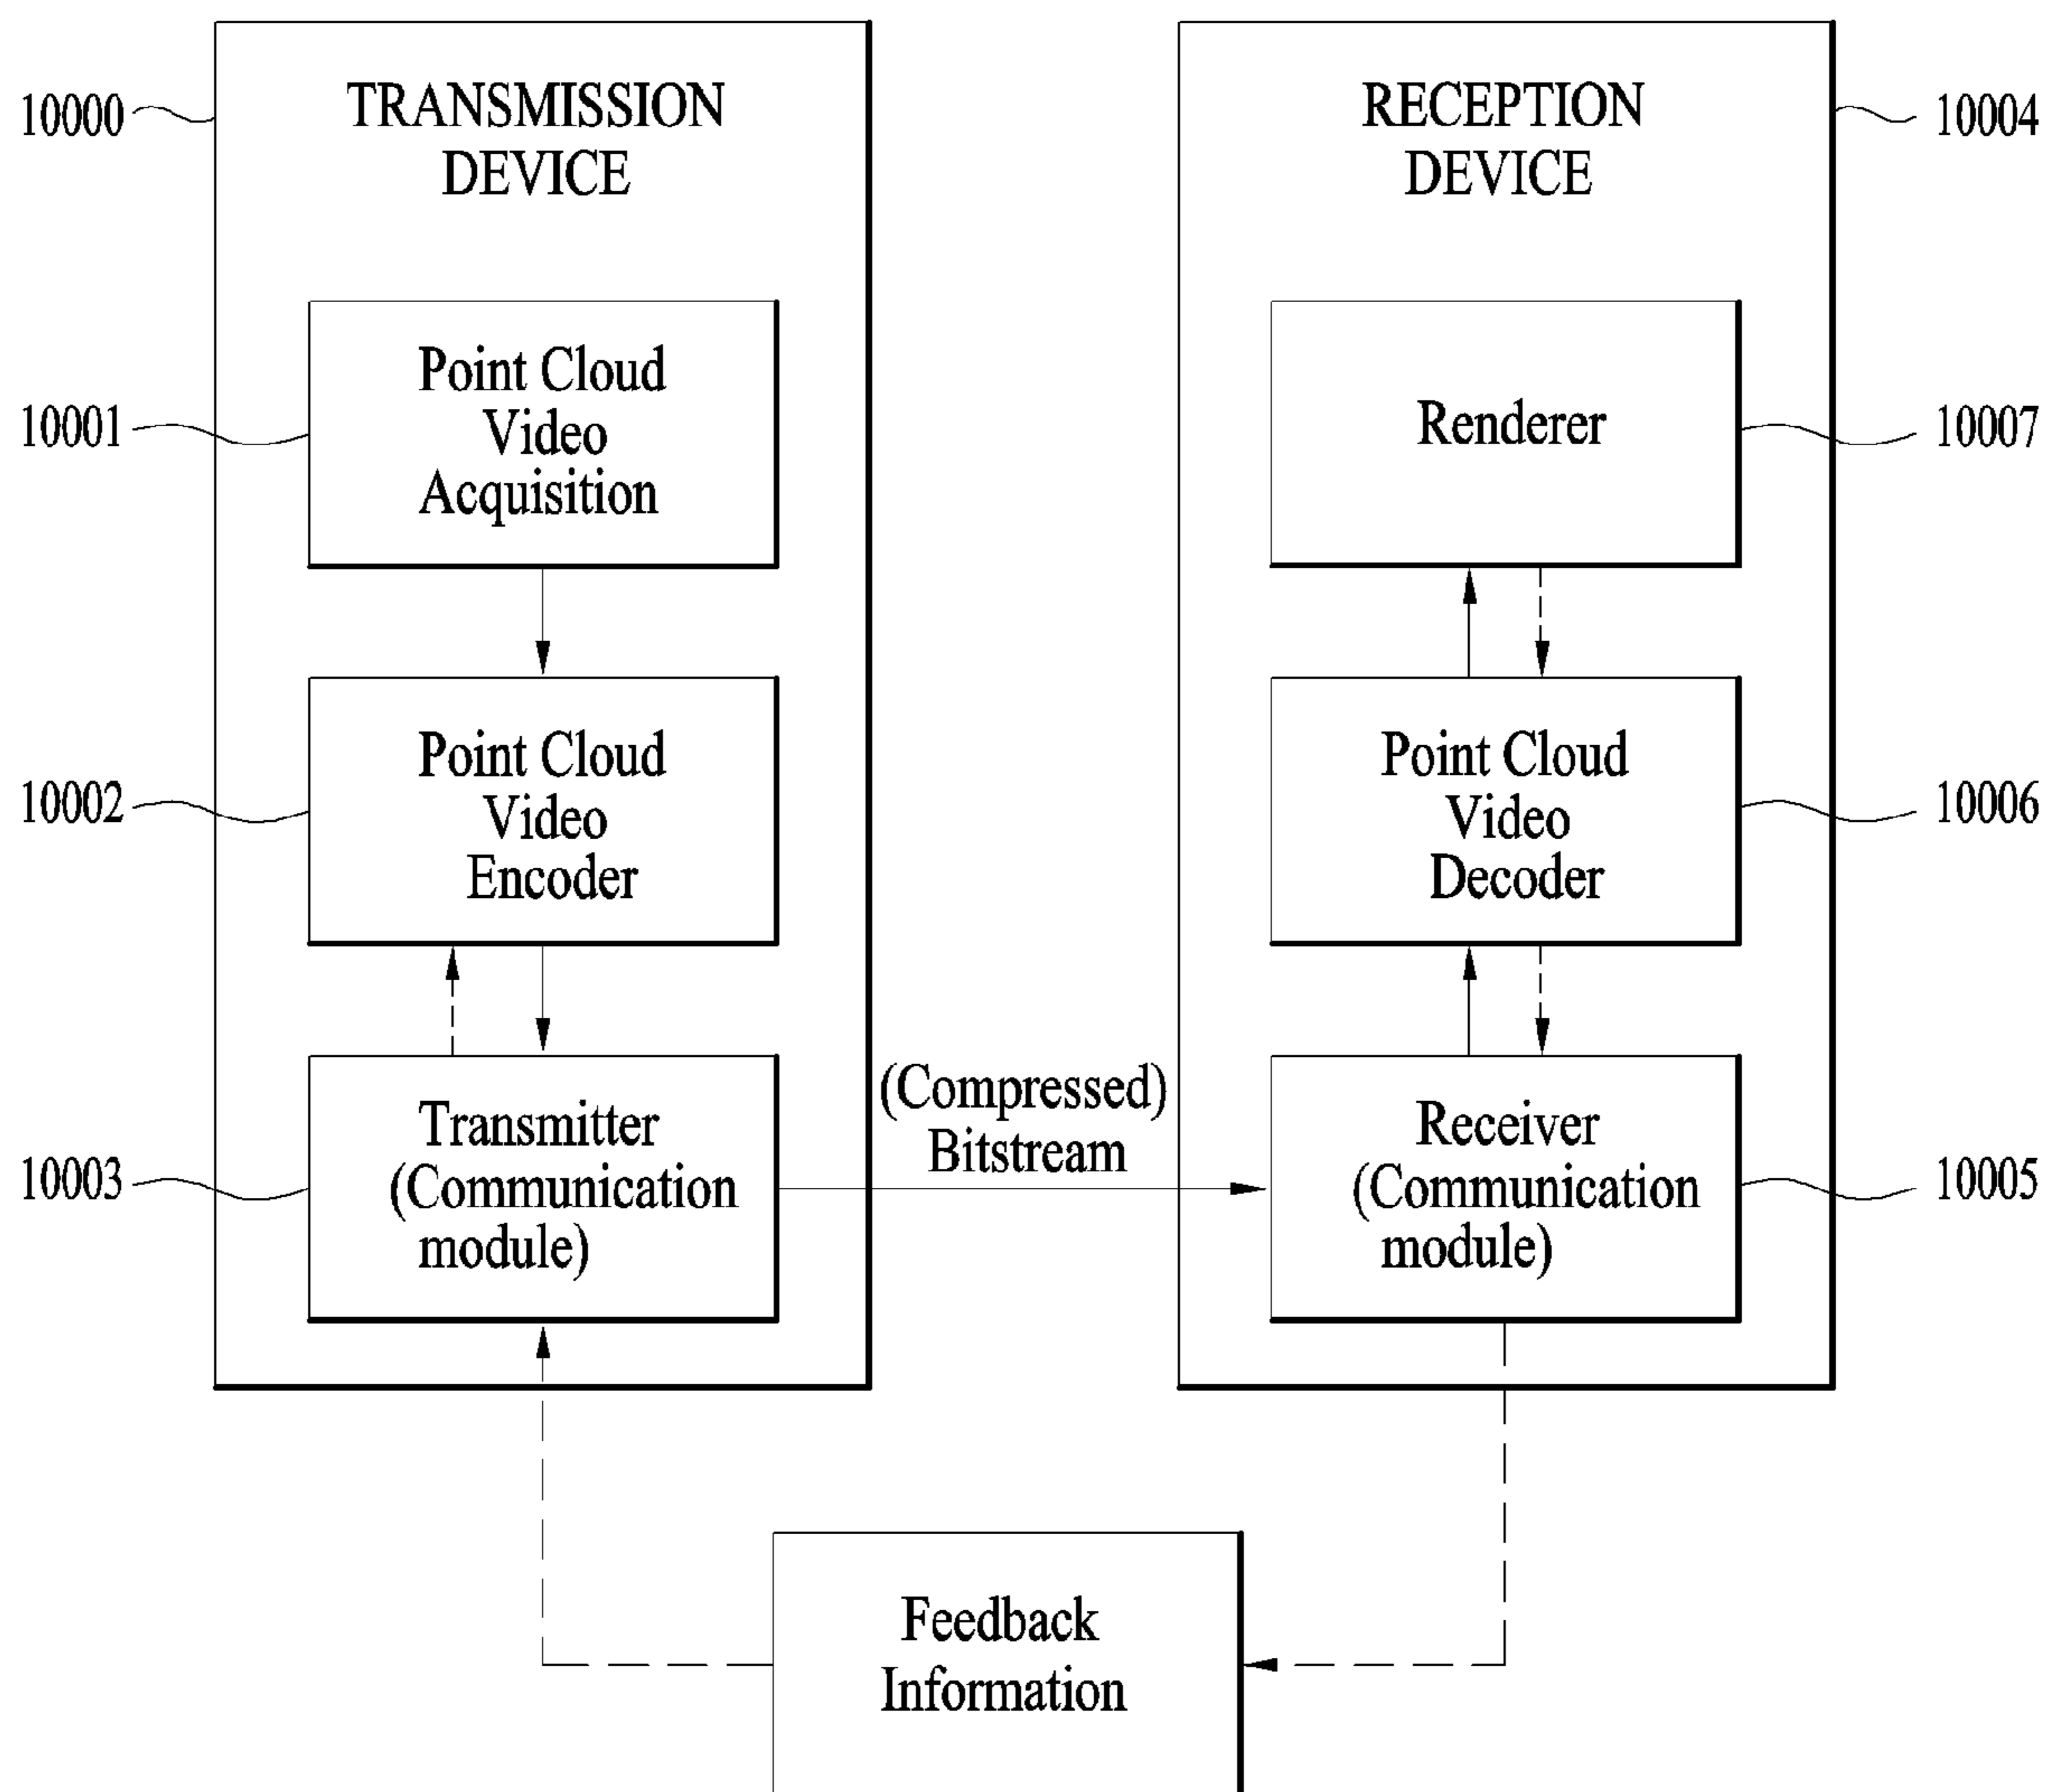 10000
TRANSMISSION
DEVICE
10001
Point Cloud
Video
Acquisition
10002
Point Cloud
Video
Encoder
10003
Transmitter
(Communication
module)
(Compressed)
Bitstream
RECEPTION
DEVICE
10004
Renderer
10007
Point Cloud
Video
Decoder
10006
Receiver
(Communication
module)
10005
Feedback
Information